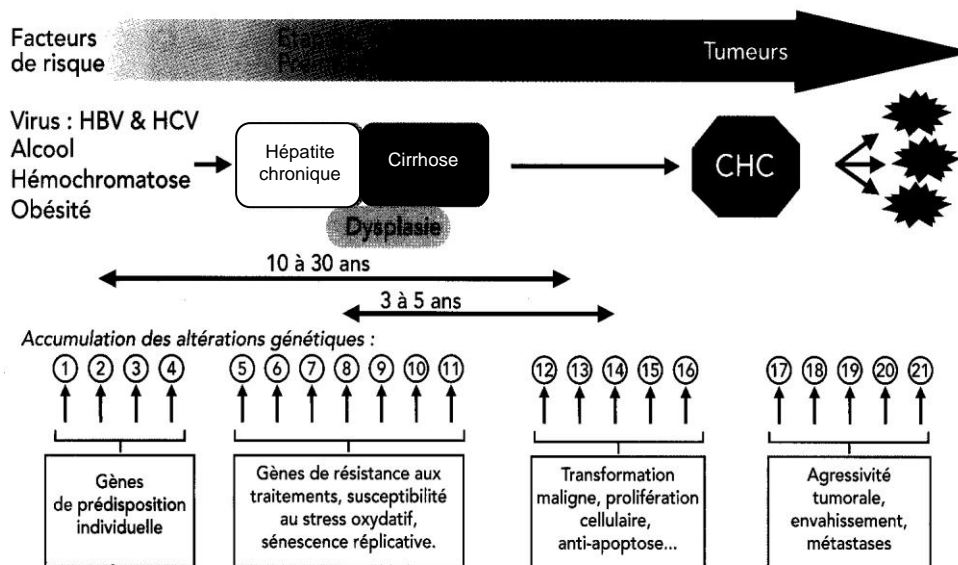 Facteurs
de risque
Tumeurs
Virus : HBV & HCV
Alcool
Hémochromatose
Obésité
Hépatite
chronique
Cirrhose
Dysplasie
CHC
10 à 30 ans
3 à 5 ans
Accumulation des altérations génétiques :
1 2 3 4 5 6 7 8 9 10 11 12 13 14 15 16 17 18 19 20 21
Gènes
de prédisposition
individuelle
Gènes de résistance aux
traitements, susceptibilité
au stress oxydatif,
sénescence réplicative.
Transformation
maligne, prolifération
cellulaire,
anti-apoptose...
Agressivité
tumorale,
envahissement,
métastases